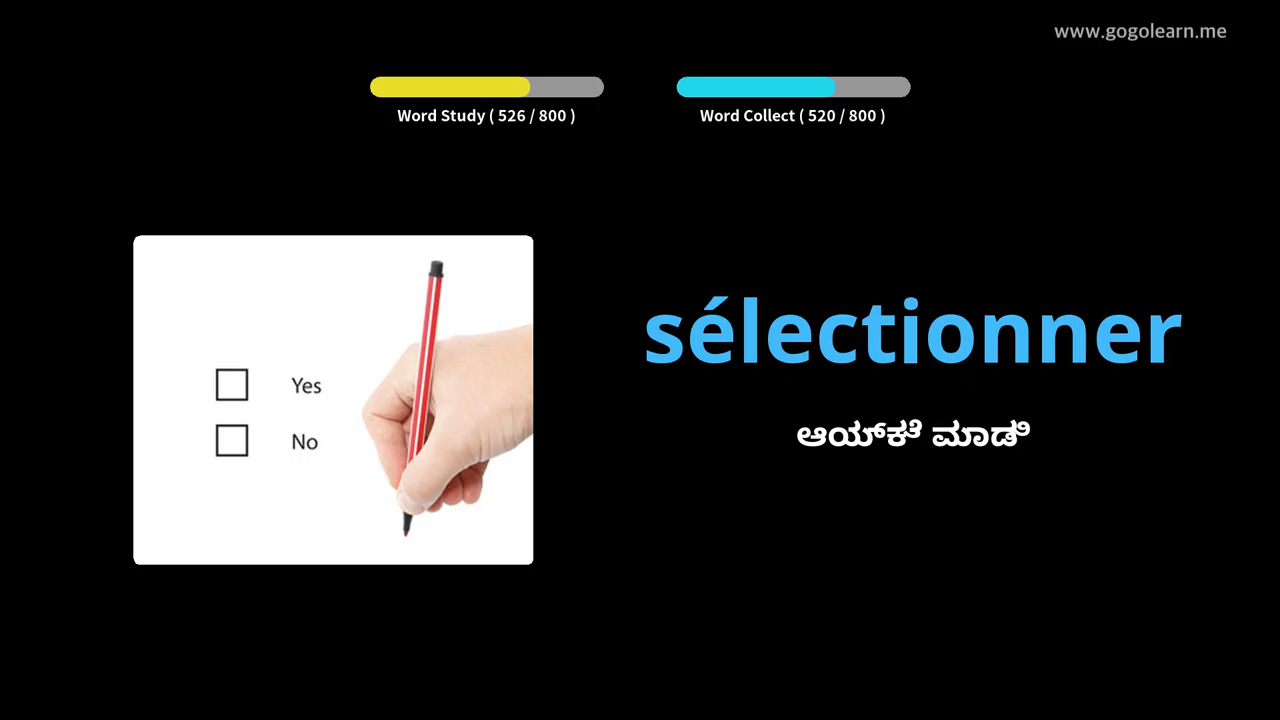 www.gogolearn.me
Word Study ( 526 / 800 )
Word Collect ( 520 / 800 )
Yes
No
sélectionner
ಆಯ್ಕೆ ಮಾಡಿ